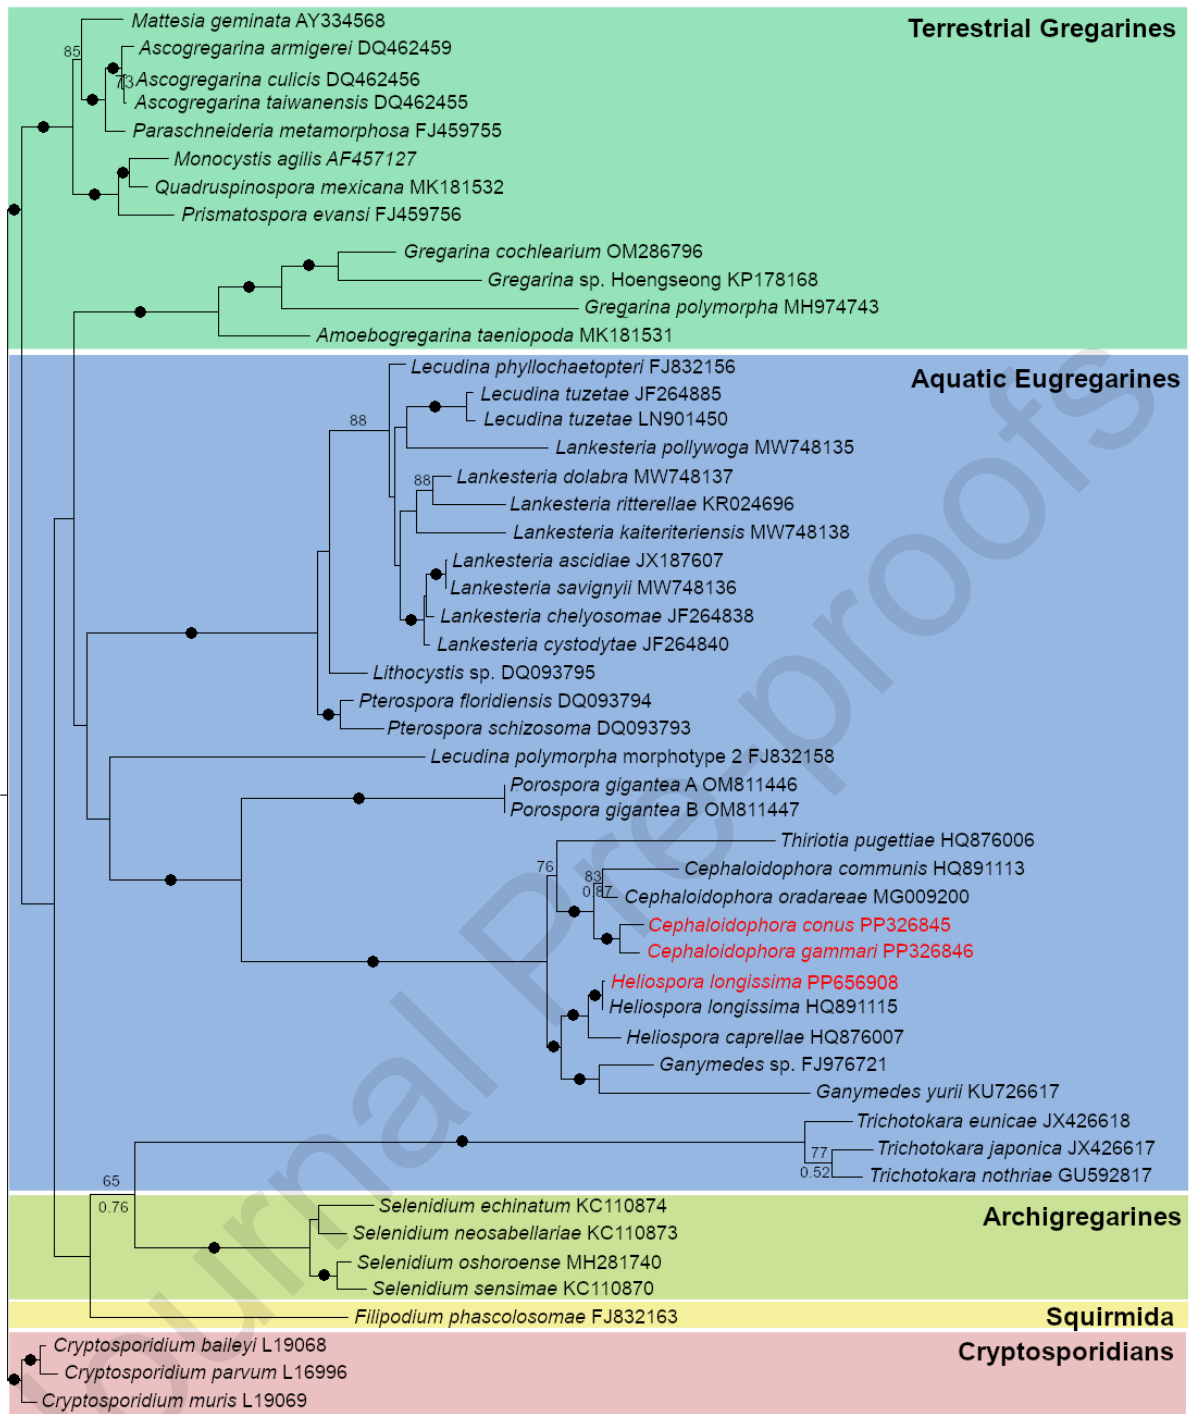 Terrestrial Gregarines
Mattesia geminata AY334568
85
Ascogregarina armigerei DQ462459
73
Ascogregarina culicis DQ462456
Ascogregarina taiwanensis DQ462455
Paraschneideria metamorphosa FJ459755
Monocystis agilis AF457127
Quadruspinospora mexicana MK181532
Prismatospora evansi FJ459756
Gregarina cochlearium OM286796
Gregarina sp. Hoengseong KP178168
Gregarina polymorpha MH974743
Amoebogregarina taeniopoda MK181531
Aquatic Eugregarines
Lecudina phyllochaetopteri FJ832156
Lecudina tuzetae JF264885
88
Lecudina tuzetae LN901450
Lankesteria pollywoga MW748135
88
Lankesteria dolabra MW748137
Lankesteria ritterellae KR024696
Lankesteria kaiteriteriensis MW748138
Lankesteria ascidiae JX187607
Lankesteria savignyii MW748136
Lankesteria chelyosomae JF264838
Lankesteria cystodytae JF264840
Lithocystis sp. DQ093795
Pterospora floridiensis DQ093794
Pterospora schizosoma DQ093793
Lecudina polymorpha morphotype 2 FJ832158
Porospora gigantea A OM811446
Porospora gigantea B OM811447
Thiriotia pugettiae HQ876006
76
Cephaloidophora communis HQ891113
83
0.87
Cephaloidophora oradareae MG009200
Cephaloidophora conus PP326845
Cephaloidophora gammari PP326846
Heliospora longissima PP656908
Heliospora longissima HQ891115
Heliospora caprellae HQ876007
Ganymedes sp. FJ976721
Ganymedes yurii KU726617
Trichotokara eunicae JX426618
77
Trichotokara japonica JX426617
0.52
Trichotokara nothriae GU592817
65
0.76
Archigregarines
Selenidium echinatum KC110874
Selenidium neosabellariae KC110873
Selenidium oshoroense MH281740
Selenidium sensimae KC110870
Squirmida
Filipodium phascolosomae FJ832163
Cryptosporidians
Cryptosporidium baileyi L19068
Cryptosporidium parvum L16996
Cryptosporidium muris L19069
Journal Pre-proofs